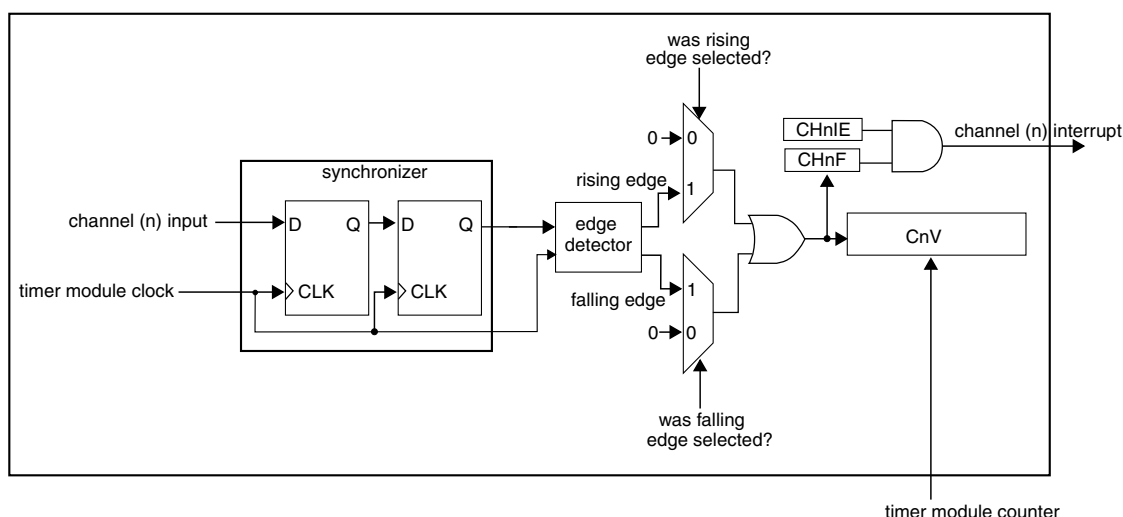 was rising
edge selected?
0
0
CHnIE
channel (n) interrupt
CHnF
synchronizer
rising edge
1
channel (n) input
D
Q
D
Q
edge
detector
CnV
timer module clock
CLK
CLK
falling edge
1
0
0
was falling
edge selected?
timer module counter